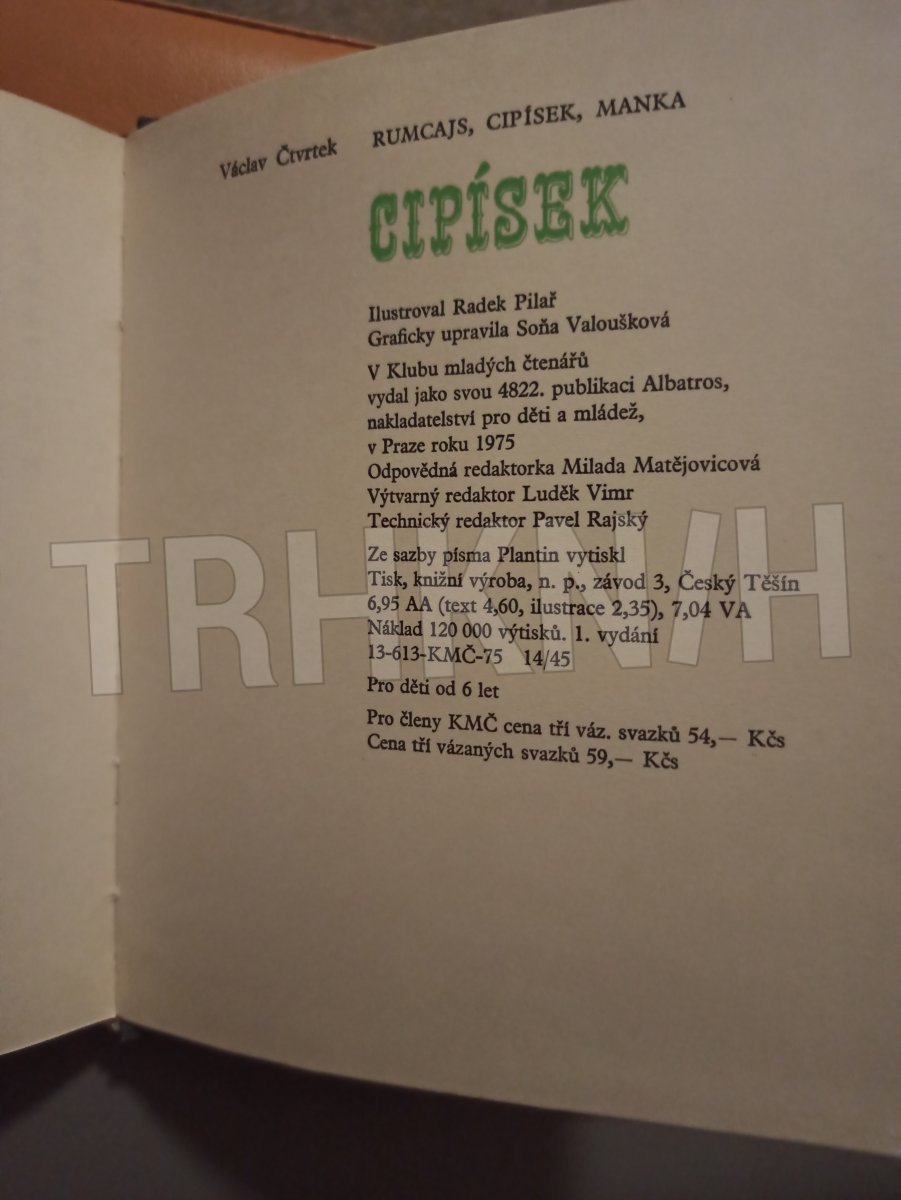 Václav Čtvrtek RUMCAJS, CIPÍSEK, MANKA
CIPÍSEK
Ilustroval Radek Pilař
Graficky upravila Soňa Valoušková
V Klubu mladých čtenářů
vydal jako svou 4822. publikaci Albatros,
nakladatelství pro děti a mládež,
v Praze roku 1975
Odpovědná redaktorka Milada Matějovicová
Výtvarný redaktor Luděk Vimr
Technický redaktor Pavel Rajský
Ze sazby písma Plantin vytiskl
Tisk, knižní výroba, n. p., závod 3, Český Těšín
6,95 AA (text 4,60, ilustrace 2,35), 7,04 VA
Náklad 120 000 výtisků. 1. vydání
13-613-KMČ-75 14/45
Pro děti od 6 let
Pro členy KMČ cena tří váz. svazků 54,— Kčs
Cena tří vázaných svazků 59,— Kčs
TRHKNIH